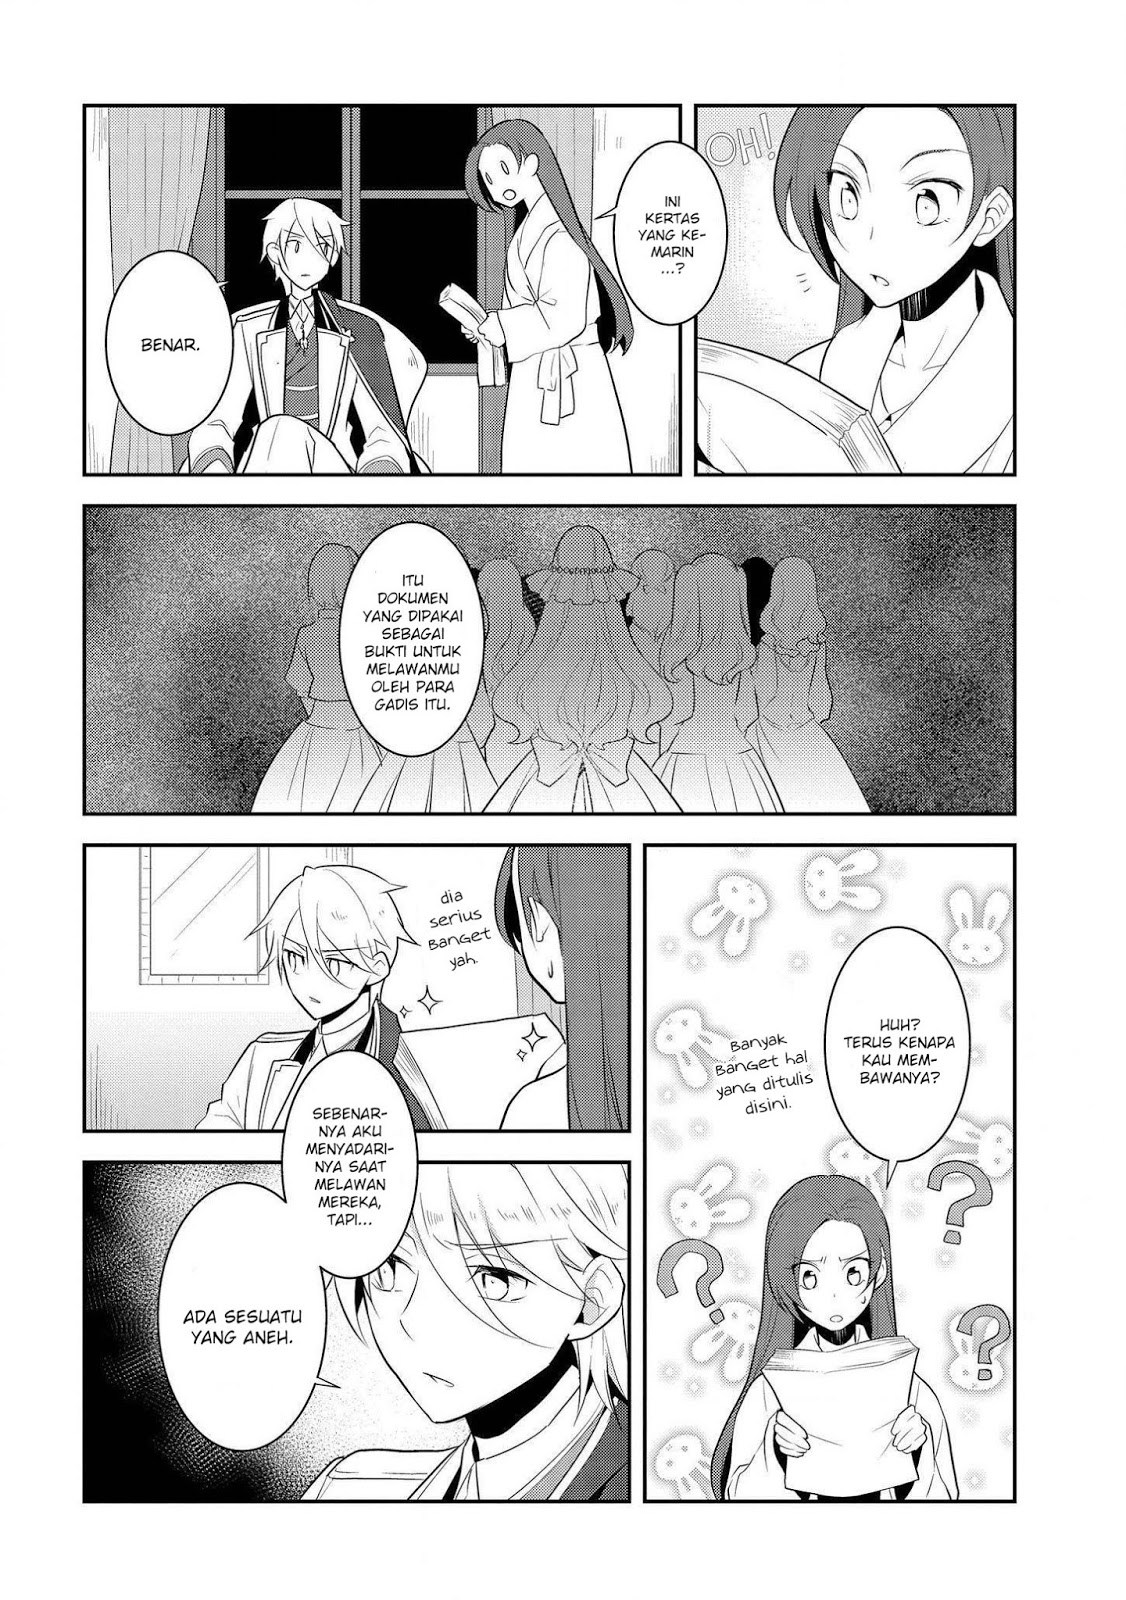 OH!
INI
KERTAS
YANG KE-
MARIN
...?
BENAR.
ITU
DOKUMEN
YANG DIPAKAI
SEBAGAI
BUKTI UNTUK
MELAWANMU
OLEH PARA
GADIS ITU.
HUH?
TERUS KENAPA
KAU MEM-
BAWANYA?
Banyak
Banget hal
yang ditulis
disini.
dia
serius
Banget
yah.
SEBENAR-
NYA AKU
MENYADARI-
NYA SAAT
MELAWAN
MEREKA,
TAPI...
ADA SESUATU
YANG ANEH.